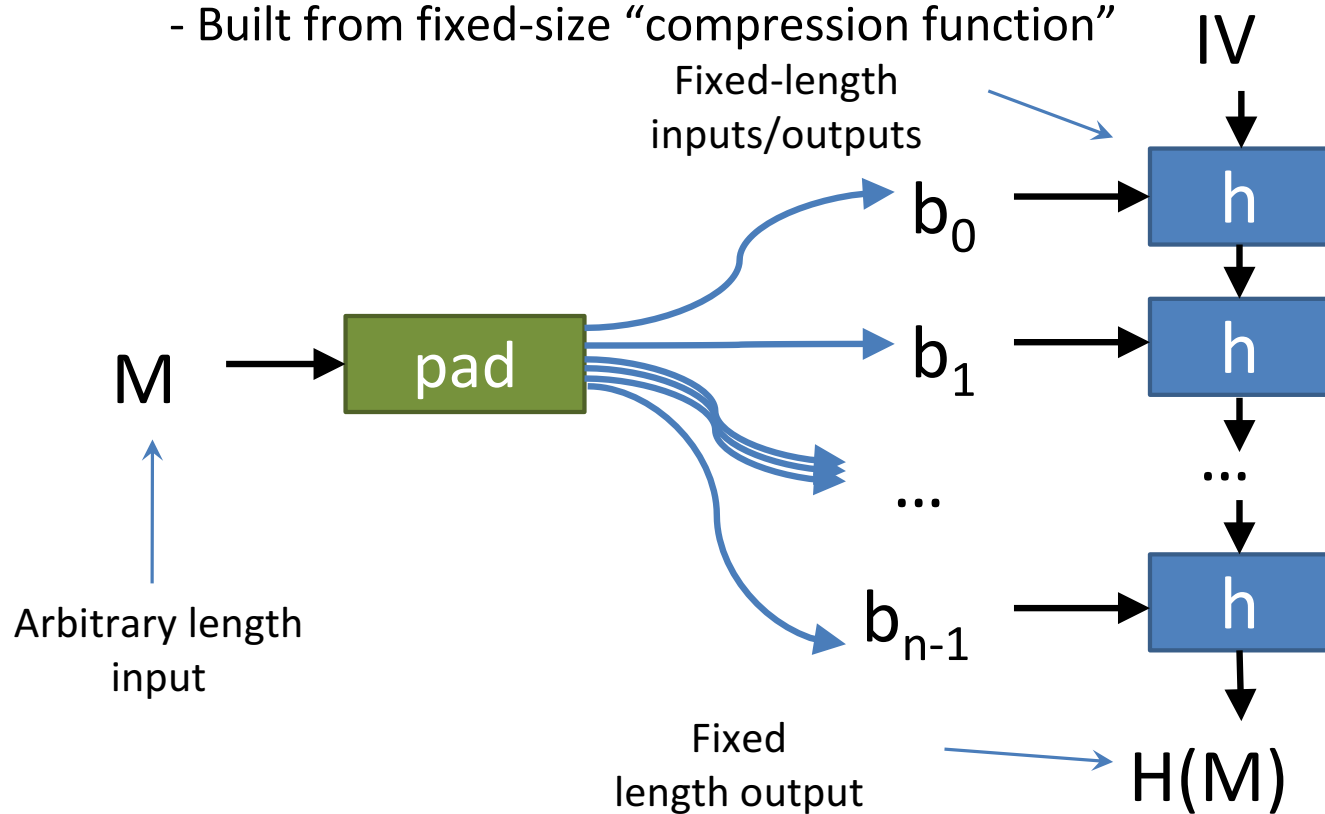 - Built from fixed-size “compression function”
IV
Fixed-length
inputs/outputs
b0
h
b1
h
M
pad
...
...
Arbitrary length
input
bn-1
h
Fixed
length output
H(M)